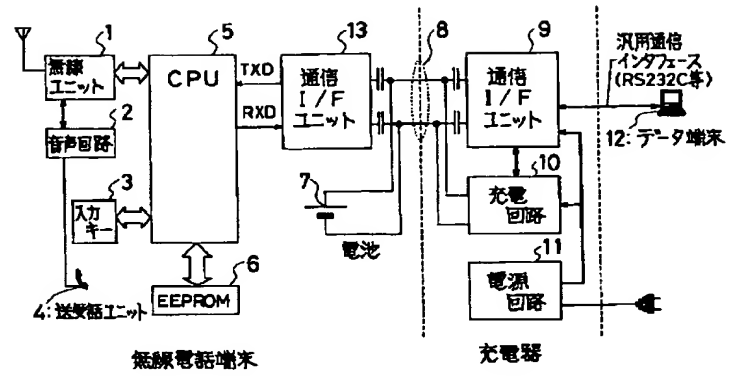 1
無線
ユニット
2
音声回路
3
入力
キー
4:送受話ユニット
5
CPU
TXD
RXD
6
EEPROM
13
通信
I/F
ユニット
7
電池
8
9
通信
I/F
ユニット
10
充電
回路
11
電源
回路
汎用通信
インタフェース
(RS232C等)
12:データ端末
無線電話端末
充電器